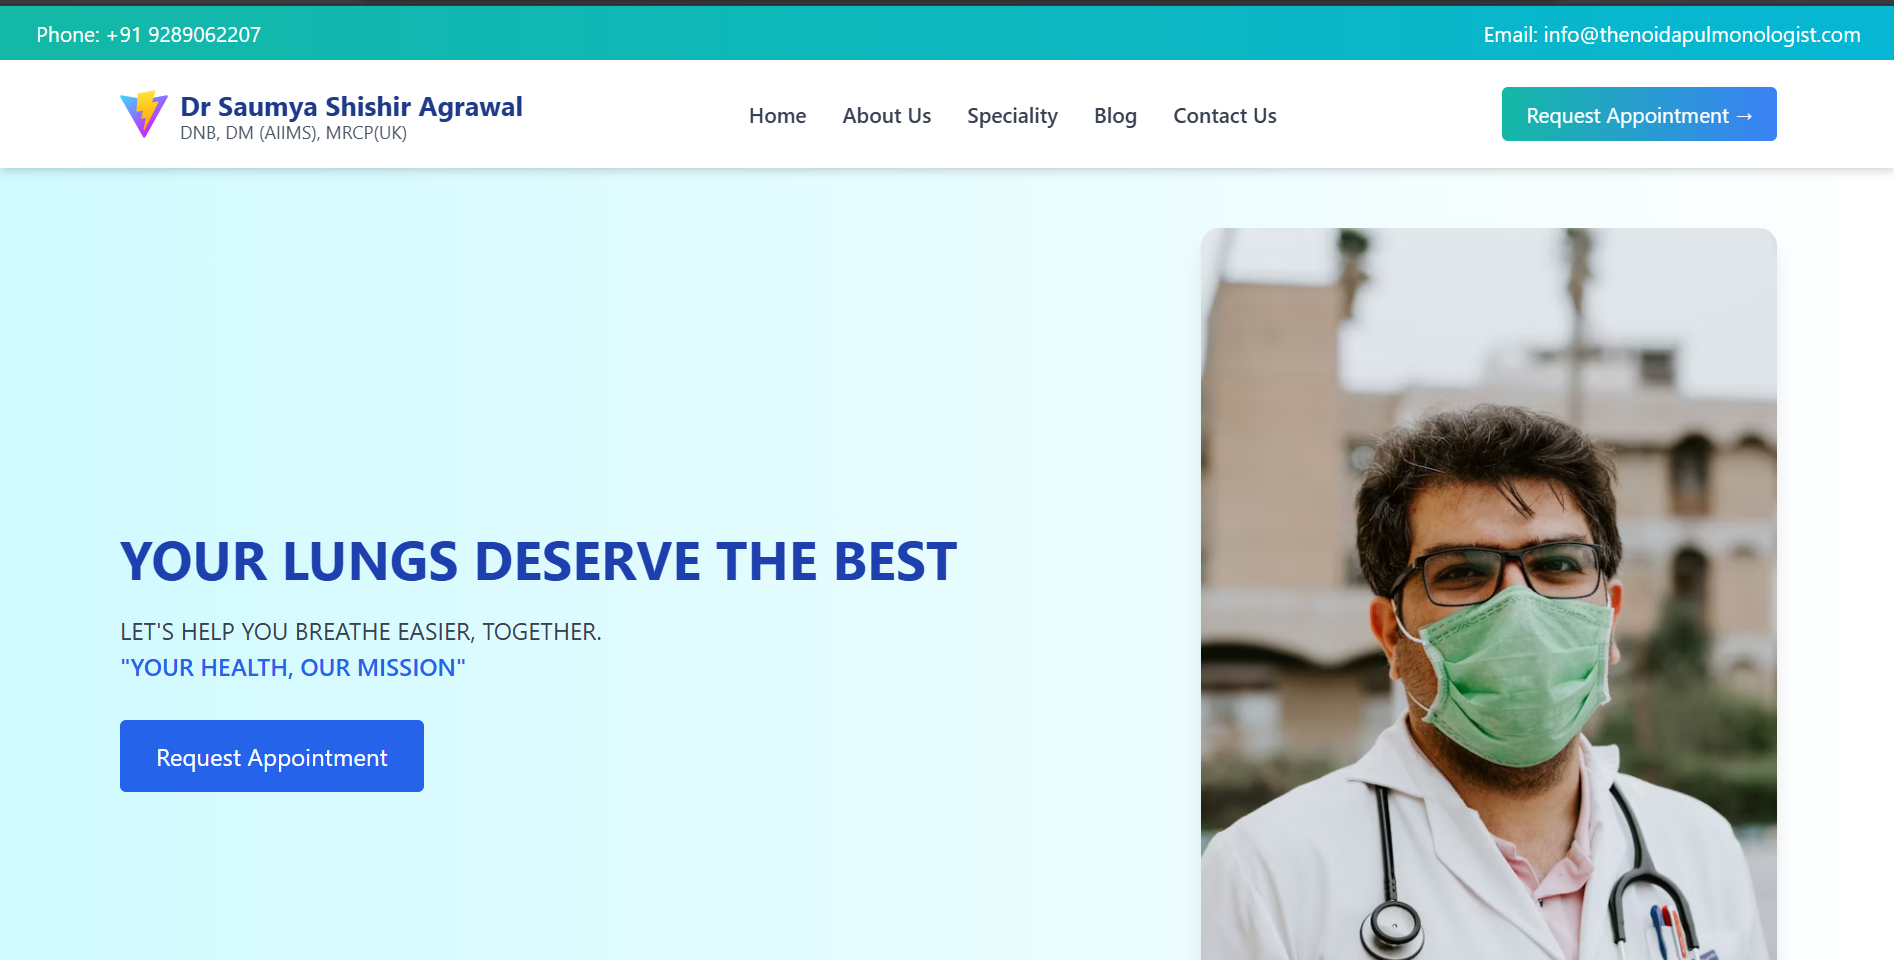 Phone: +91 9289062207
Email: info@thenoidapulmonologist.com
Dr Saumya Shishir Agrawal
DNB, DM (AIIMS), MRCP(UK)
Home
About Us
Speciality
Blog
Contact Us
Request Appointment →
YOUR LUNGS DESERVE THE BEST
LET'S HELP YOU BREATHE EASIER, TOGETHER.
"YOUR HEALTH, OUR MISSION"
Request Appointment